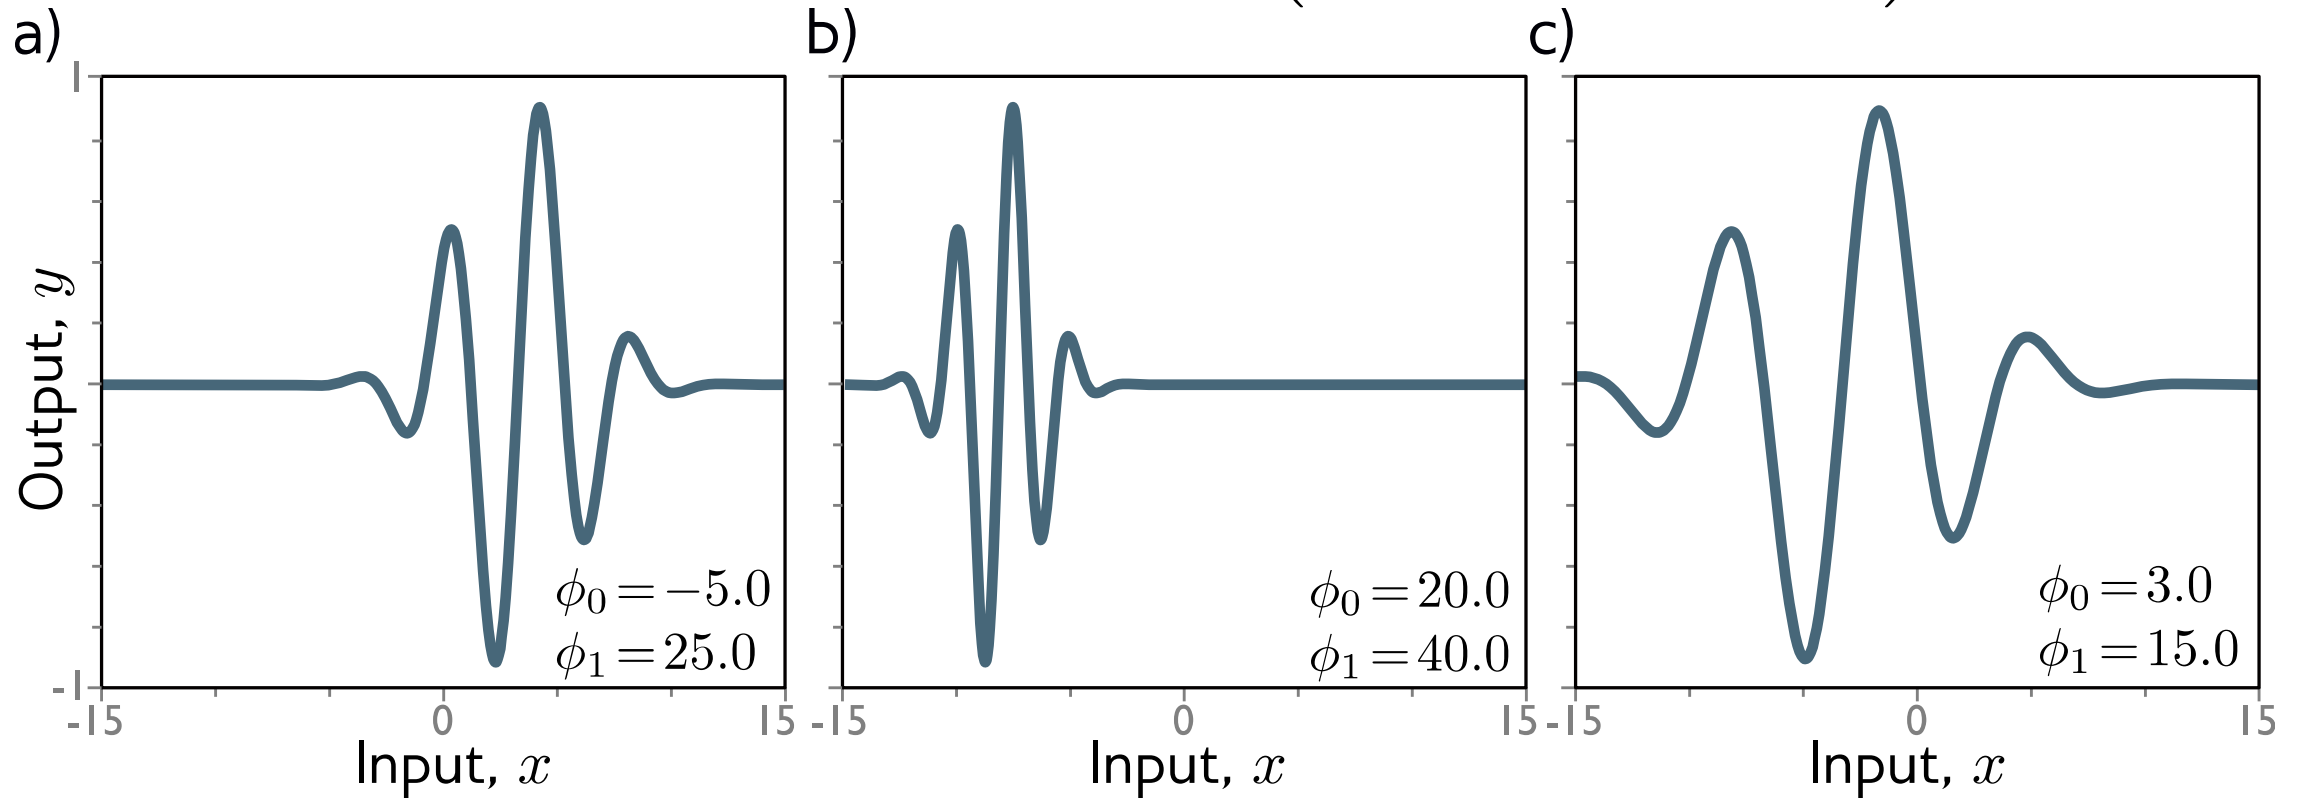 a)
1
Output, y
-1
-15 0 15
Input, x
ϕ₀ = −5.0
ϕ₁ = 25.0
b)
-15 0 15
Input, x
ϕ₀ = 20.0
ϕ₁ = 40.0
c)
-15 0 15
Input, x
ϕ₀ = 3.0
ϕ₁ = 15.0